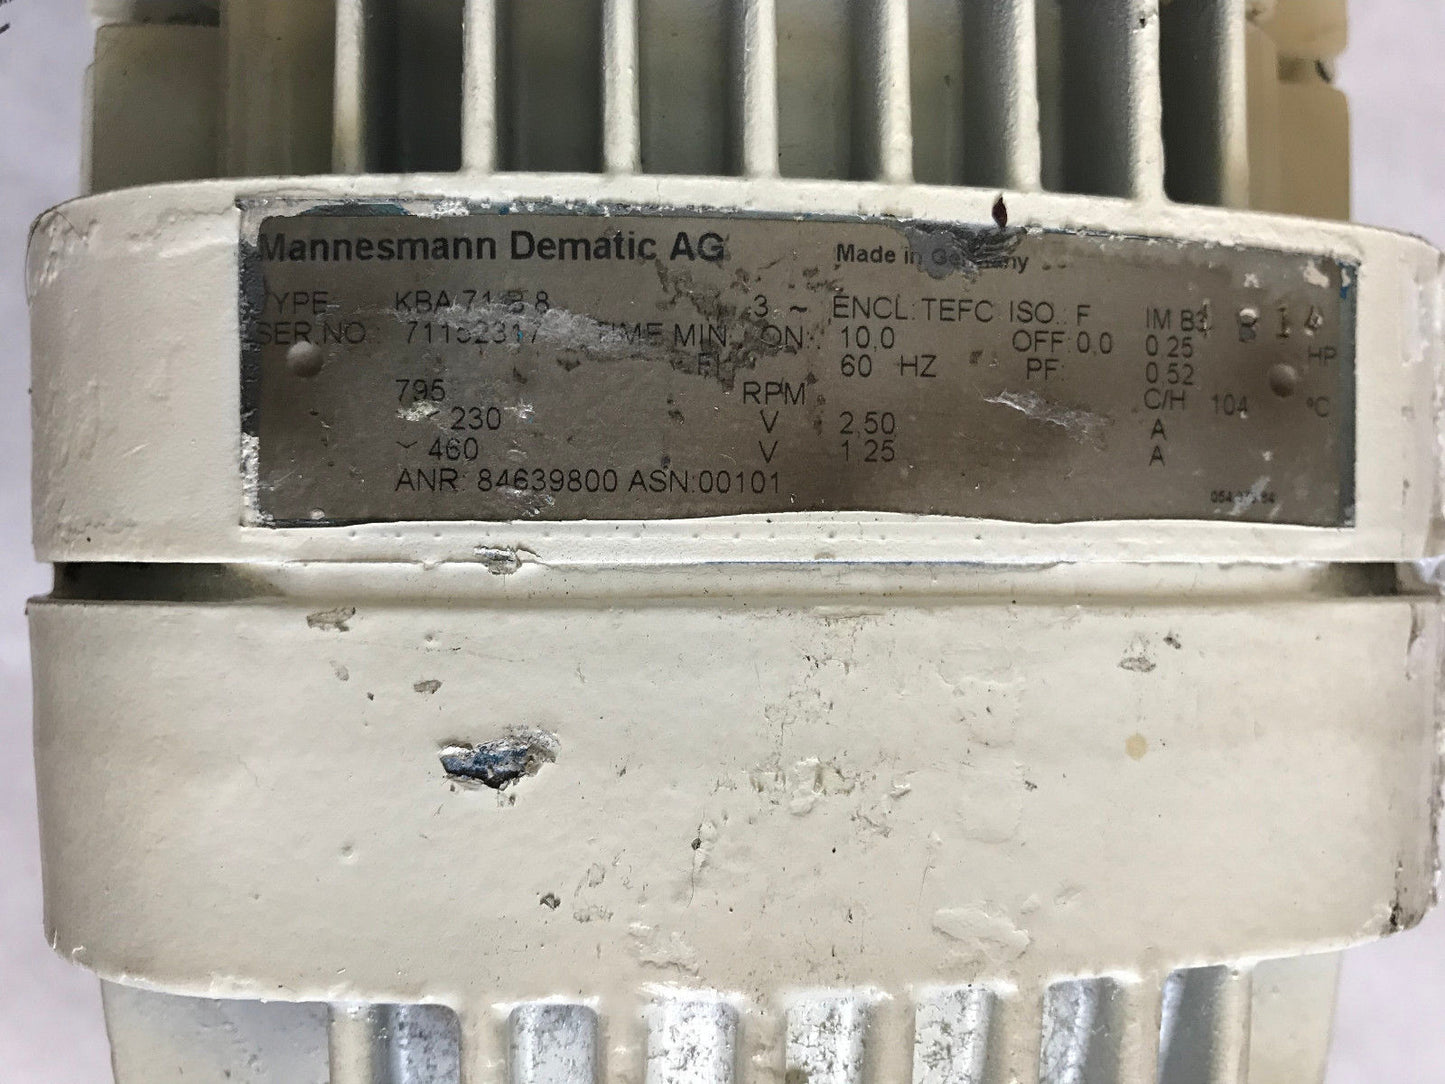 Mannesmann Dematic AG Made in Germany
TYPE KBA 71 B 8 3 ~ ENCL: TEFC ISO.: F IM B3
SER.NO. 71152317 TIME MIN. ON: 10,0 OFF: 0,0 0.25 HP
60 HZ PF: 0.52
795 RPM C/H 104 °C
230 V 2.50 A
460 V 1.25 A
ANR: 84639800 ASN:00101